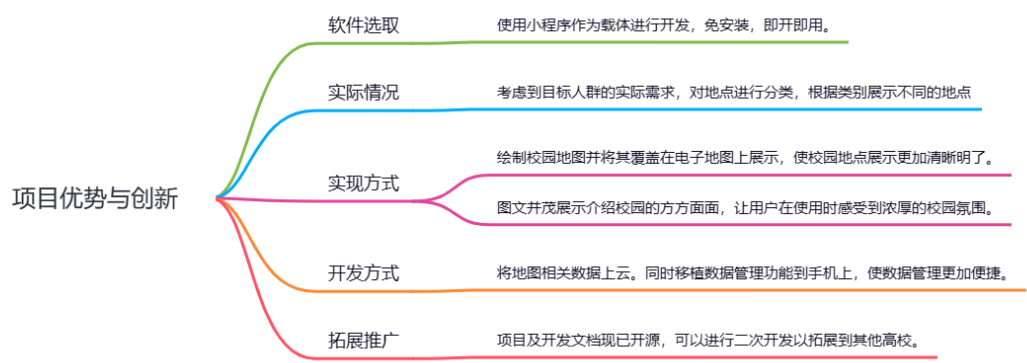 项目优势与创新
软件选取
使用小程序作为载体进行开发，免安装，即开即用。
实际情况
考虑到目标人群的实际需求，对地点进行分类，根据类别展示不同的地点
实现方式
绘制校园地图并将其覆盖在电子地图上展示，使校园地点展示更加清晰明了。
图文并茂展示介绍校园的方方面面，让用户在使用时感受到浓厚的校园氛围。
开发方式
将地图相关数据上云。同时移植数据管理功能到手机上，使数据管理更加便捷。
拓展推广
项目及开发文档现已开源，可以进行二次开发以拓展到其他高校。